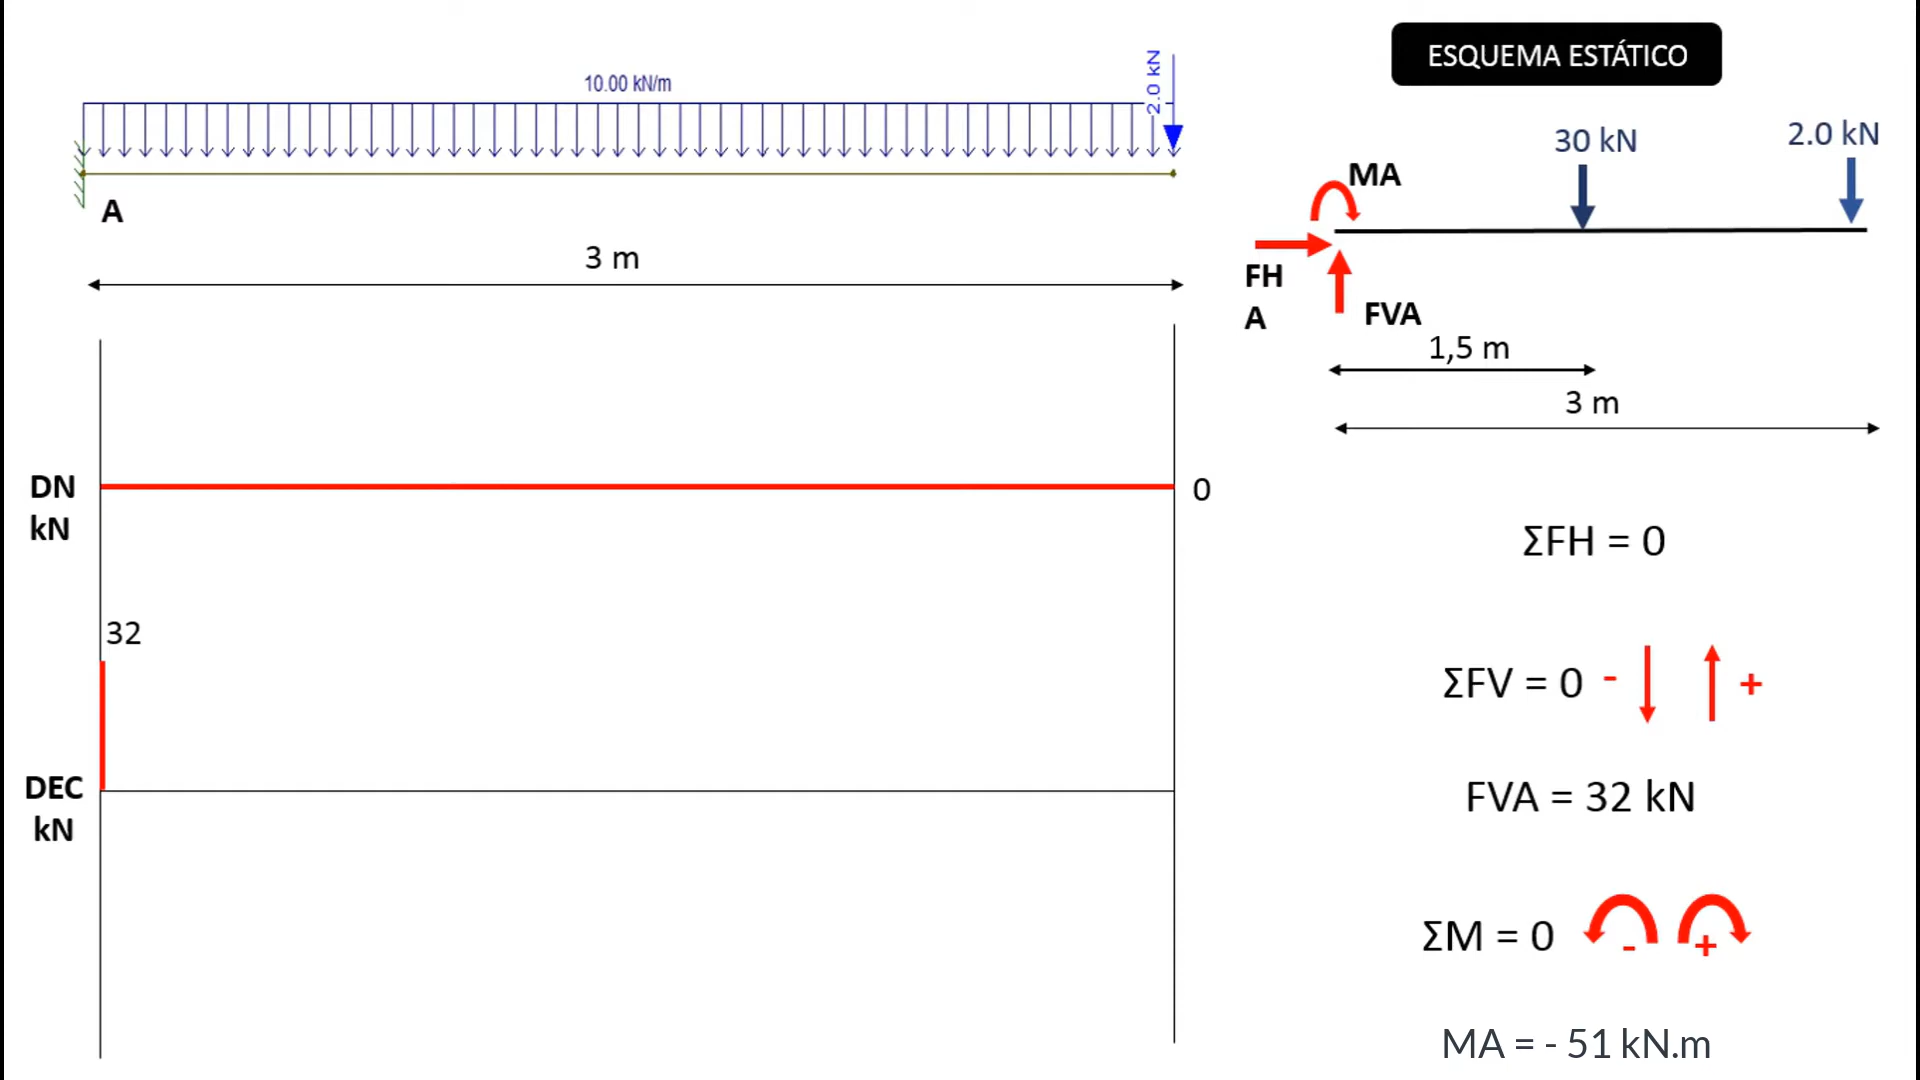 10.00 kN/m
2.0 kN
A
3 m
ESQUEMA ESTÁTICO
30 kN
2.0 kN
MA
FH
A
FVA
1,5 m
3 m
DN
kN
0
32
DEC
kN
ΣFH = 0
ΣFV = 0 - +
FVA = 32 kN
ΣM = 0 - +
MA = - 51 kN.m